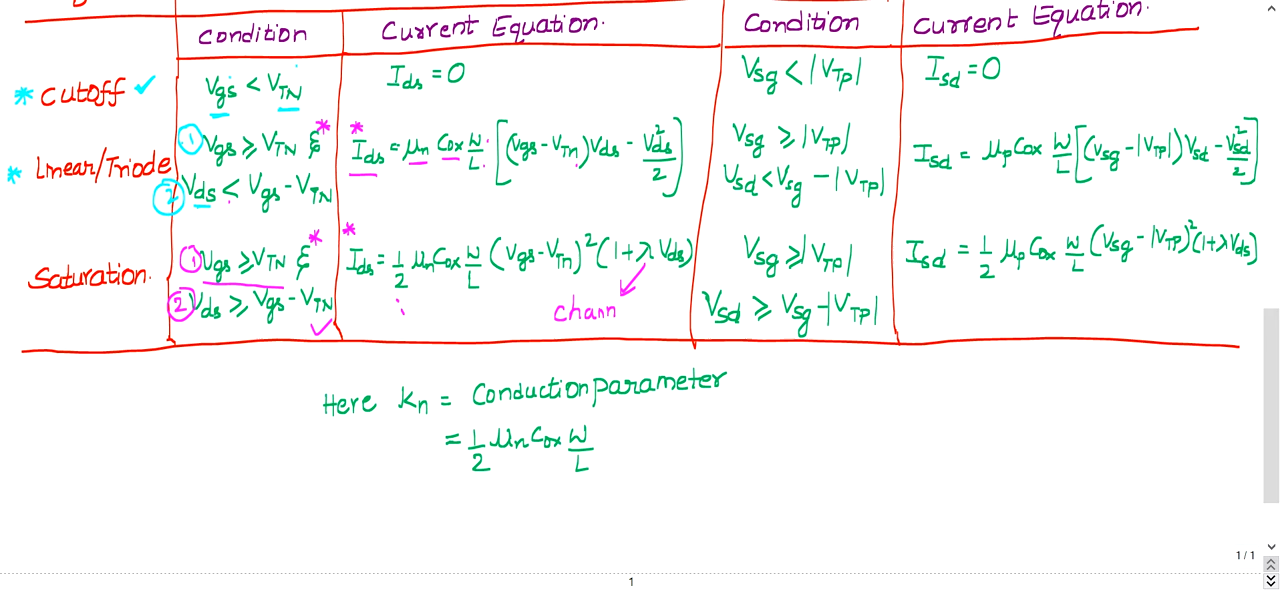 Condition Current Equation. Condition Current Equation.
* Cutoff ✓ Vgs < VTN Ids = 0 Vsg < |VTp| Isd = 0
* Linear/Triode ① Vgs ≥ VTN & * * Ids = μn Cox W/L [(Vgs - VTn)Vds - Vds²/2] Vsg ≥ |VTp| Isd = μp Cox W/L [(Vsg - |VTp|)Vsd - Vsd²/2]
② Vds < Vgs - VTN Vsd < Vsg - |VTp|
Saturation. ① Vgs ≥ VTN & * * Ids = 1/2 μn Cox W/L (Vgs - VTn)² (1 + λ Vds) Vsg ≥ |VTp| Isd = 1/2 μp Cox W/L (Vsg - |VTp|)² (1 + λ Vds)
② Vds ≥ Vgs - VTN ✓ chann Vsd ≥ Vsg - |VTp|
Here kn = Conduction parameter
= 1/2 μn Cox W/L
1 / 1
1